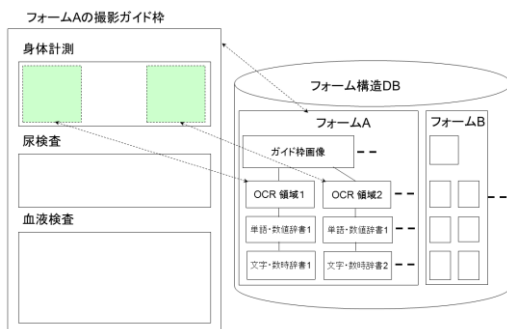 フォームAの撮影ガイド枠
身体計測
尿検査
血液検査
フォーム構造DB
フォームA
フォームB
ガイド枠画像
OCR 領域1
OCR 領域2
単語・数値辞書1
単語・数値辞書1
文字・数時辞書1
文字・数時辞書2